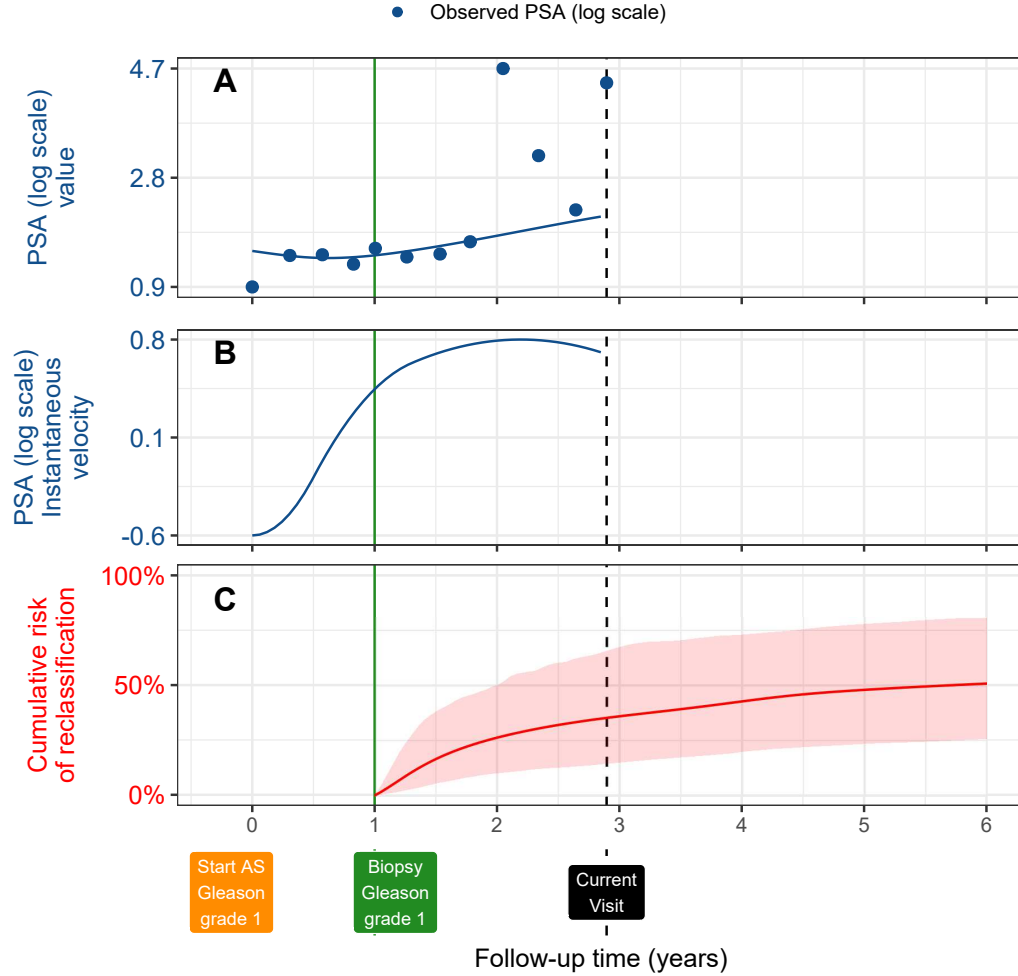 Observed PSA (log scale)
A
PSA (log scale)
value
4.7
2.8
0.9
B
PSA (log scale)
Instantaneous
velocity
0.8
0.1
-0.6
C
Cumulative risk
of reclassification
100%
50%
0%
0 1 2 3 4 5 6
Start AS
Gleason
grade 1
Biopsy
Gleason
grade 1
Current
Visit
Follow-up time (years)